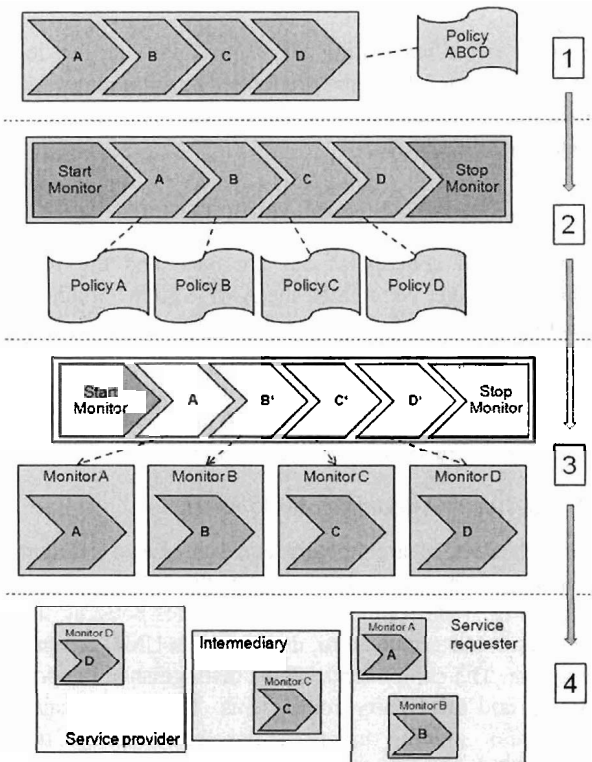 A
B
C
D
Policy
ABCD
1
Start
Monitor
A
B
C
D
Stop
Monitor
2
Policy A
Policy B
Policy C
Policy D
Start
Monitor
A
B'
C'
D'
Stop
Monitor
3
Monitor A
Monitor B
Monitor C
Monitor D
A
B
C
D
Monitor D
D
Service provider
Intermediary
Monitor C
C
Monitor A
A
Service
requester
Monitor B
B
4